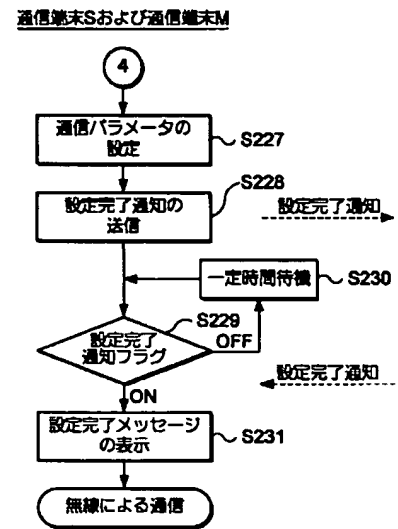 通信端末Sおよび通信端末M
4
通信パラメータの
設定
S227
設定完了通知の
送信
S228
設定完了通知
一定時間待機
S230
S229
設定完了
通知フラグ
OFF
設定完了通知
ON
設定完了メッセージ
の表示
S231
無線による通信